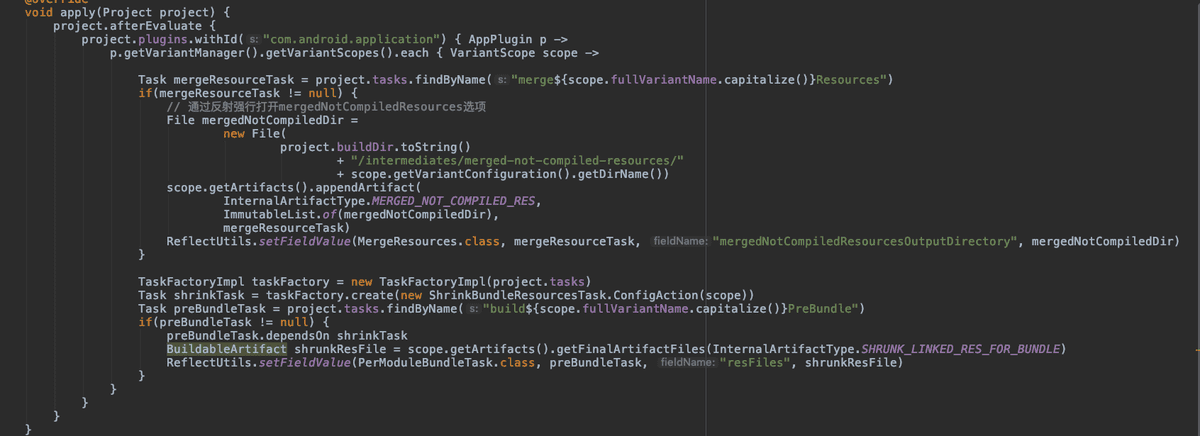 @Override
void apply(Project project) {
project.afterEvaluate {
project.plugins.withId( s: "com.android.application") { AppPlugin p ->
p.getVariantManager().getVariantScopes().each { VariantScope scope ->
Task mergeResourceTask = project.tasks.findByName( s: "merge${scope.fullVariantName.capitalize()}Resources")
if(mergeResourceTask != null) {
// 通过反射强行打开mergedNotCompiledResources选项
File mergedNotCompiledDir =
new File(
project.buildDir.toString()
+ "/intermediates/merged-not-compiled-resources/"
+ scope.getVariantConfiguration().getDirName())
scope.getArtifacts().appendArtifact(
InternalArtifactType.MERGED_NOT_COMPILED_RES,
ImmutableList.of(mergedNotCompiledDir),
mergeResourceTask)
ReflectUtils.setFieldValue(MergeResources.class, mergeResourceTask, fieldName: "mergedNotCompiledResourcesOutputDirectory", mergedNotCompiledDir)
}
TaskFactoryImpl taskFactory = new TaskFactoryImpl(project.tasks)
Task shrinkTask = taskFactory.create(new ShrinkBundleResourcesTask.ConfigAction(scope))
Task preBundleTask = project.tasks.findByName( s: "build${scope.fullVariantName.capitalize()}PreBundle")
if(preBundleTask != null) {
preBundleTask.dependsOn shrinkTask
BuildableArtifact shrunkResFile = scope.getArtifacts().getFinalArtifactFiles(InternalArtifactType.SHRUNK_LINKED_RES_FOR_BUNDLE)
ReflectUtils.setFieldValue(PerModuleBundleTask.class, preBundleTask, fieldName: "resFiles", shrunkResFile)
}
}
}
}
}